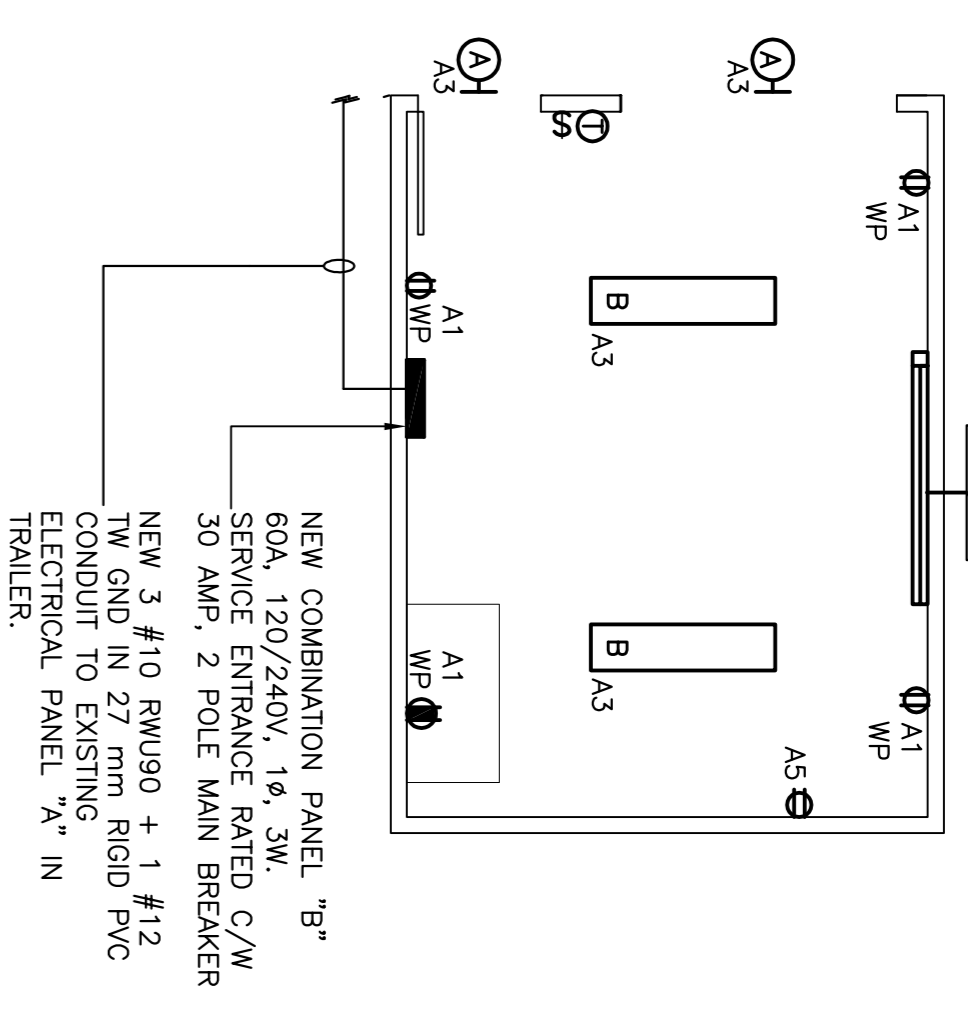 A
A3
A
A3
$
T
A1
WP
A1
WP
B
A3
B
A3
A1
WP
A1
WP
A5
NEW COMBINATION PANEL "B"
60A, 120/240V, 1ø, 3W.
SERVICE ENTRANCE RATED C/W
30 AMP, 2 POLE MAIN BREAKER
NEW 3 #10 RWU90 + 1 #12
TW GND IN 27 mm RIGID PVC
CONDUIT TO EXISTING
ELECTRICAL PANEL "A" IN
TRAILER.